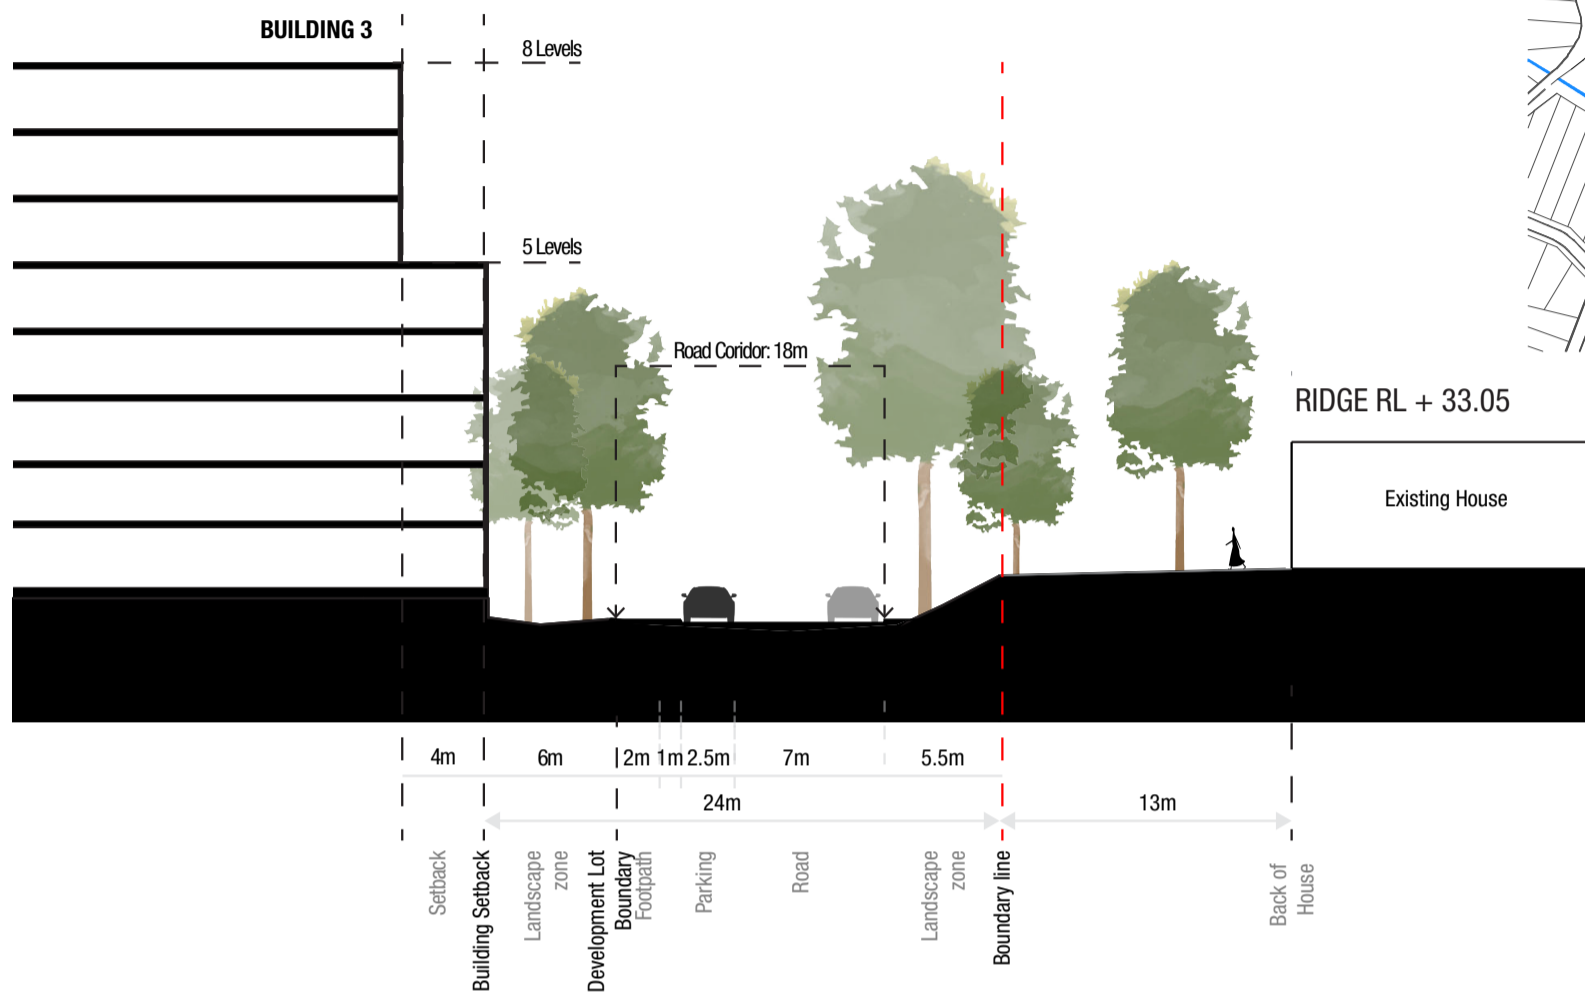 BUILDING 3
8 Levels
5 Levels
Road Coridor: 18m
RIDGE RL + 33.05
Existing House
4m
6m
2m
1m
2.5m
7m
5.5m
24m
13m
Setback
Building Setback
Landscape
zone
Development Lot
Boundary
Footpath
Parking
Road
Landscape
zone
Boundary line
Back of
House